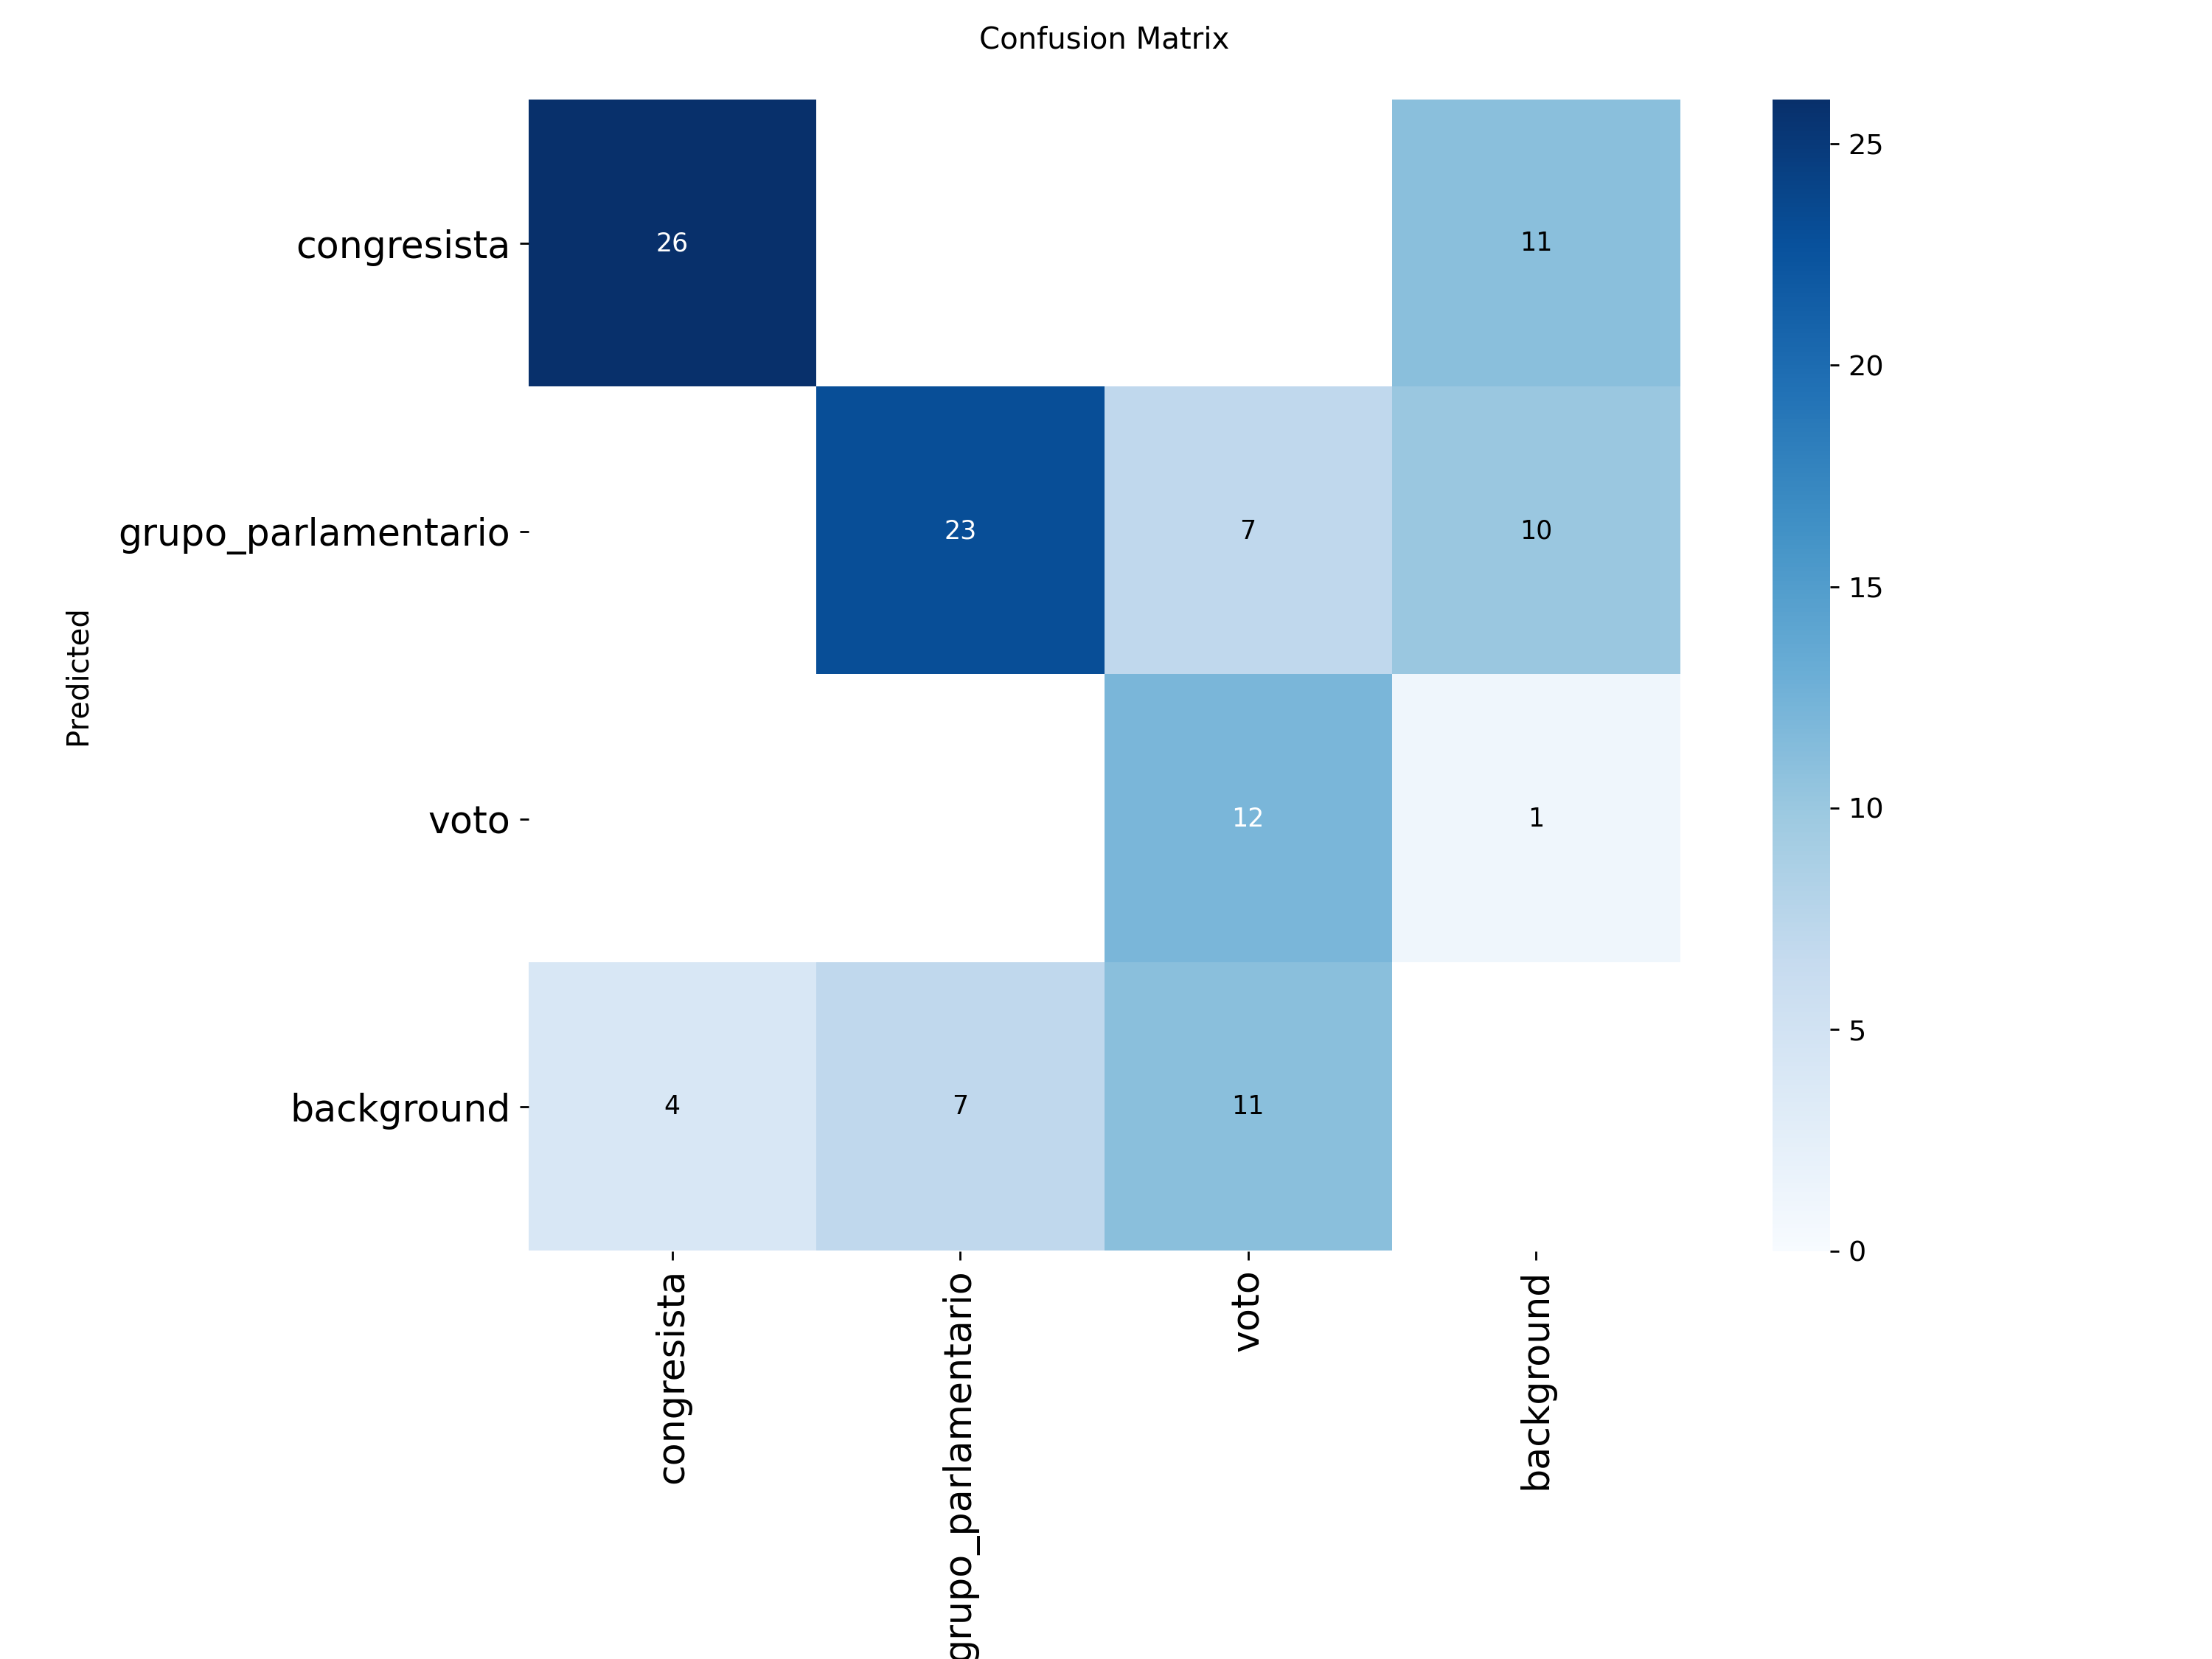 Confusion Matrix
Predicted
congresista
26
11
grupo_parlamentario
23
7
10
voto
12
1
background
4
7
11
congresista
grupo_parlamentario
voto
background
25
20
15
10
5
0